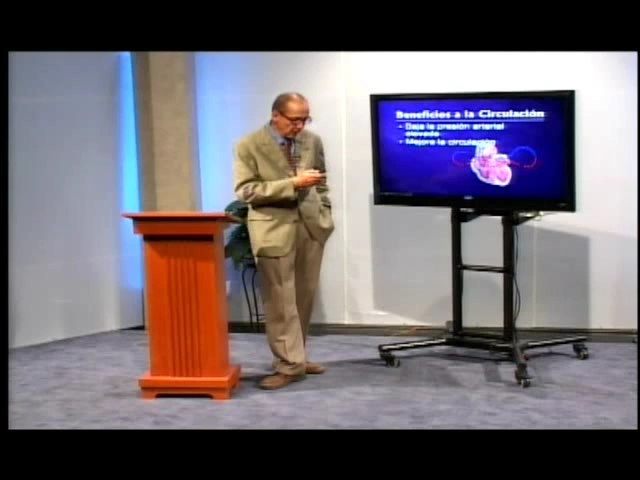 Beneficios a la Circulación
• Baja la presión arterial
elevada
• Mejora la circulación